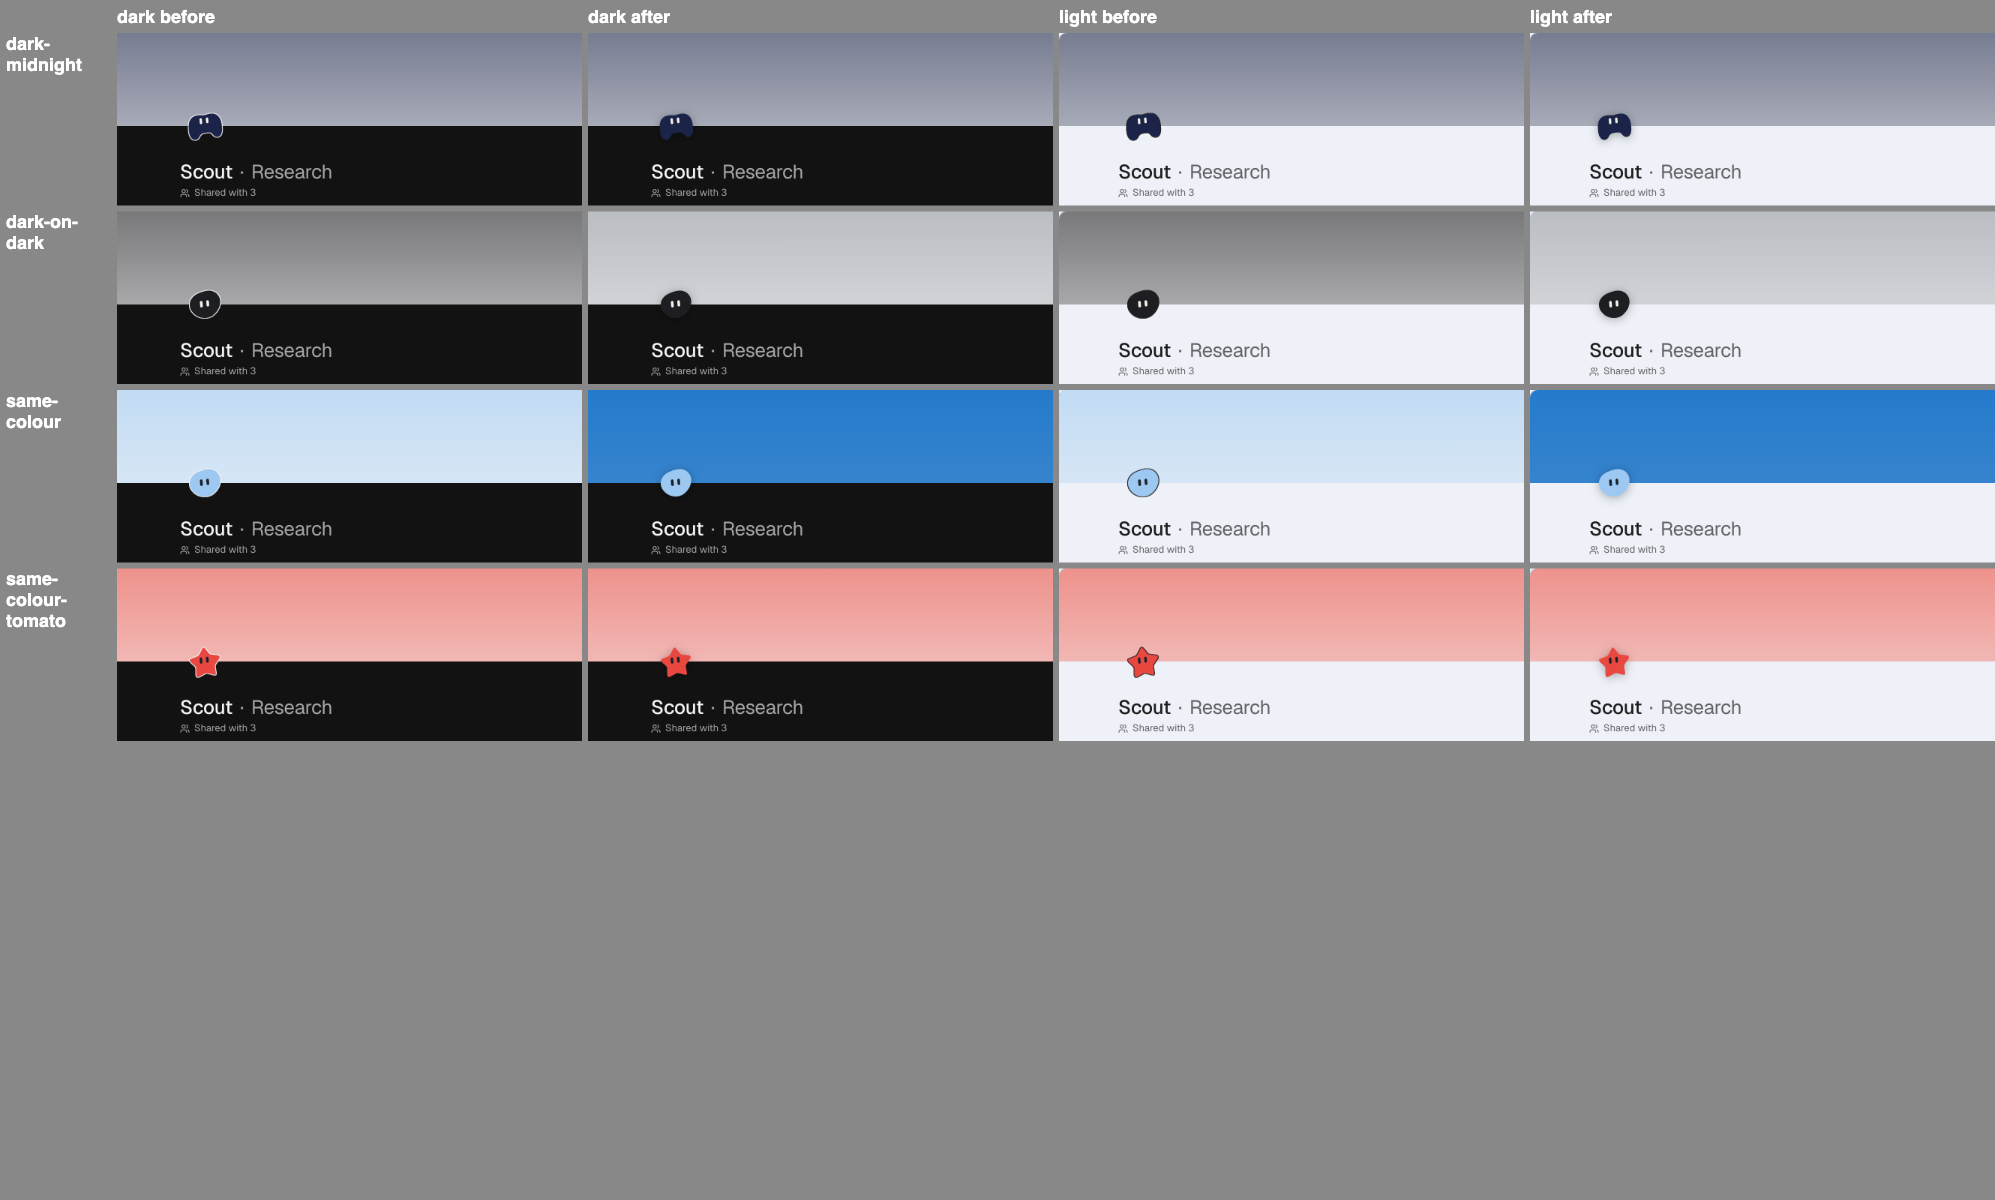 dark before dark after light before light after
dark-
midnight
Scout · Research Scout · Research Scout · Research Scout · Research
Shared with 3 Shared with 3 Shared with 3 Shared with 3
dark-on-
dark
Scout · Research Scout · Research Scout · Research Scout · Research
Shared with 3 Shared with 3 Shared with 3 Shared with 3
same-
colour
Scout · Research Scout · Research Scout · Research Scout · Research
Shared with 3 Shared with 3 Shared with 3 Shared with 3
same-
colour-
tomato
Scout · Research Scout · Research Scout · Research Scout · Research
Shared with 3 Shared with 3 Shared with 3 Shared with 3